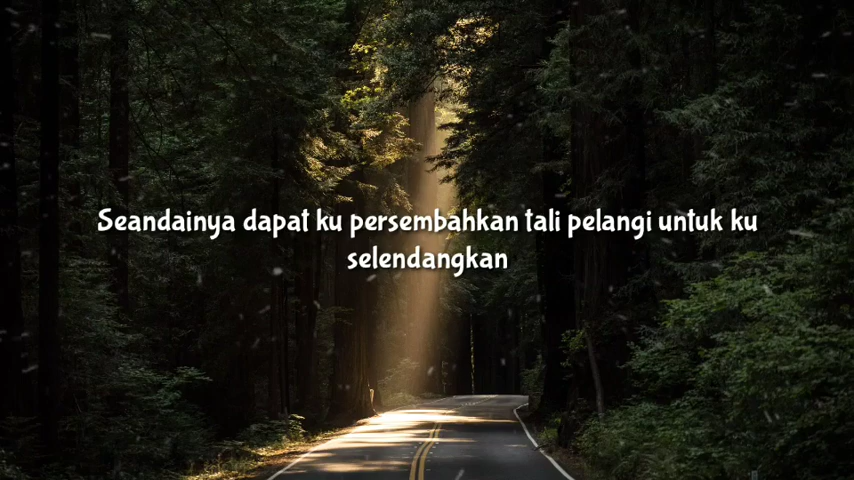 Seandainya dapat ku persembahkan tali pelangi untuk ku
selendangkan